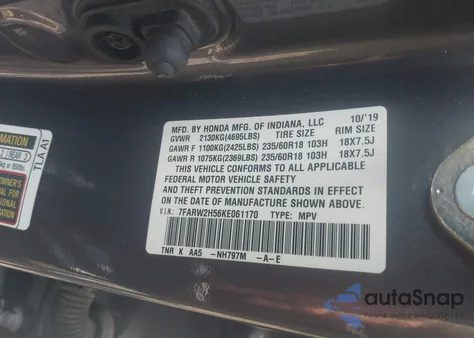 MFD. BY HONDA MFG. OF INDIANA, LLC 10/'19
GVWR 2130KG(4695LBS) TIRE SIZE RIM SIZE
GAWR F 1100KG(2425LBS) 235/60R18 103H 18X7.5J
GAWR R 1075KG(2369LBS) 235/60R18 103H 18X7.5J
THIS VEHICLE CONFORMS TO ALL APPLICABLE
FEDERAL MOTOR VEHICLE SAFETY
AND THEFT PREVENTION STANDARDS IN EFFECT
ON THE DATE OF MANUFACTURE SHOWN ABOVE.
V.I.N.: 7FARW2H56KE061170 TYPE: MPV
TNR K AA5 -NH797M -A-E
TLA A1
autoSnap